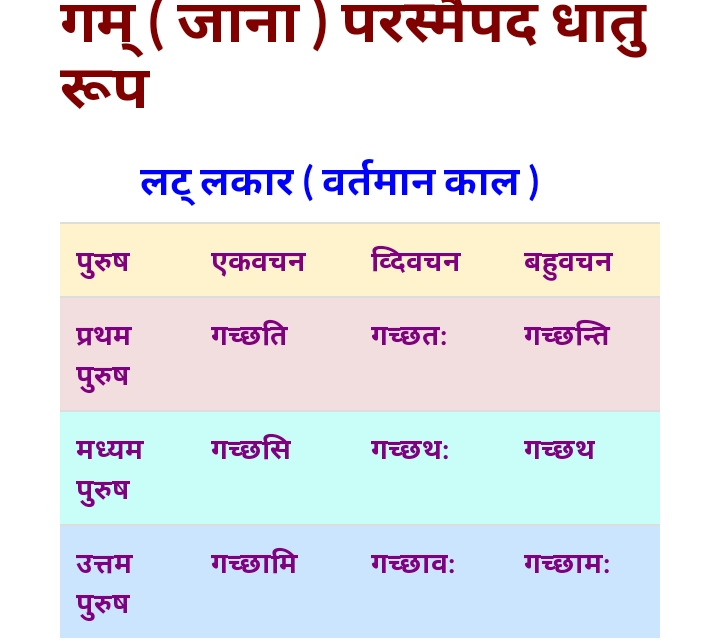 गम् ( जाना ) परस्मैपद धातु
रूप
लट् लकार ( वर्तमान काल )
पुरुष एकवचन व्दिवचन बहुवचन
प्रथम पुरुष गच्छति गच्छत: गच्छन्ति
मध्यम पुरुष गच्छसि गच्छथ: गच्छथ
उत्तम पुरुष गच्छामि गच्छाव: गच्छाम: